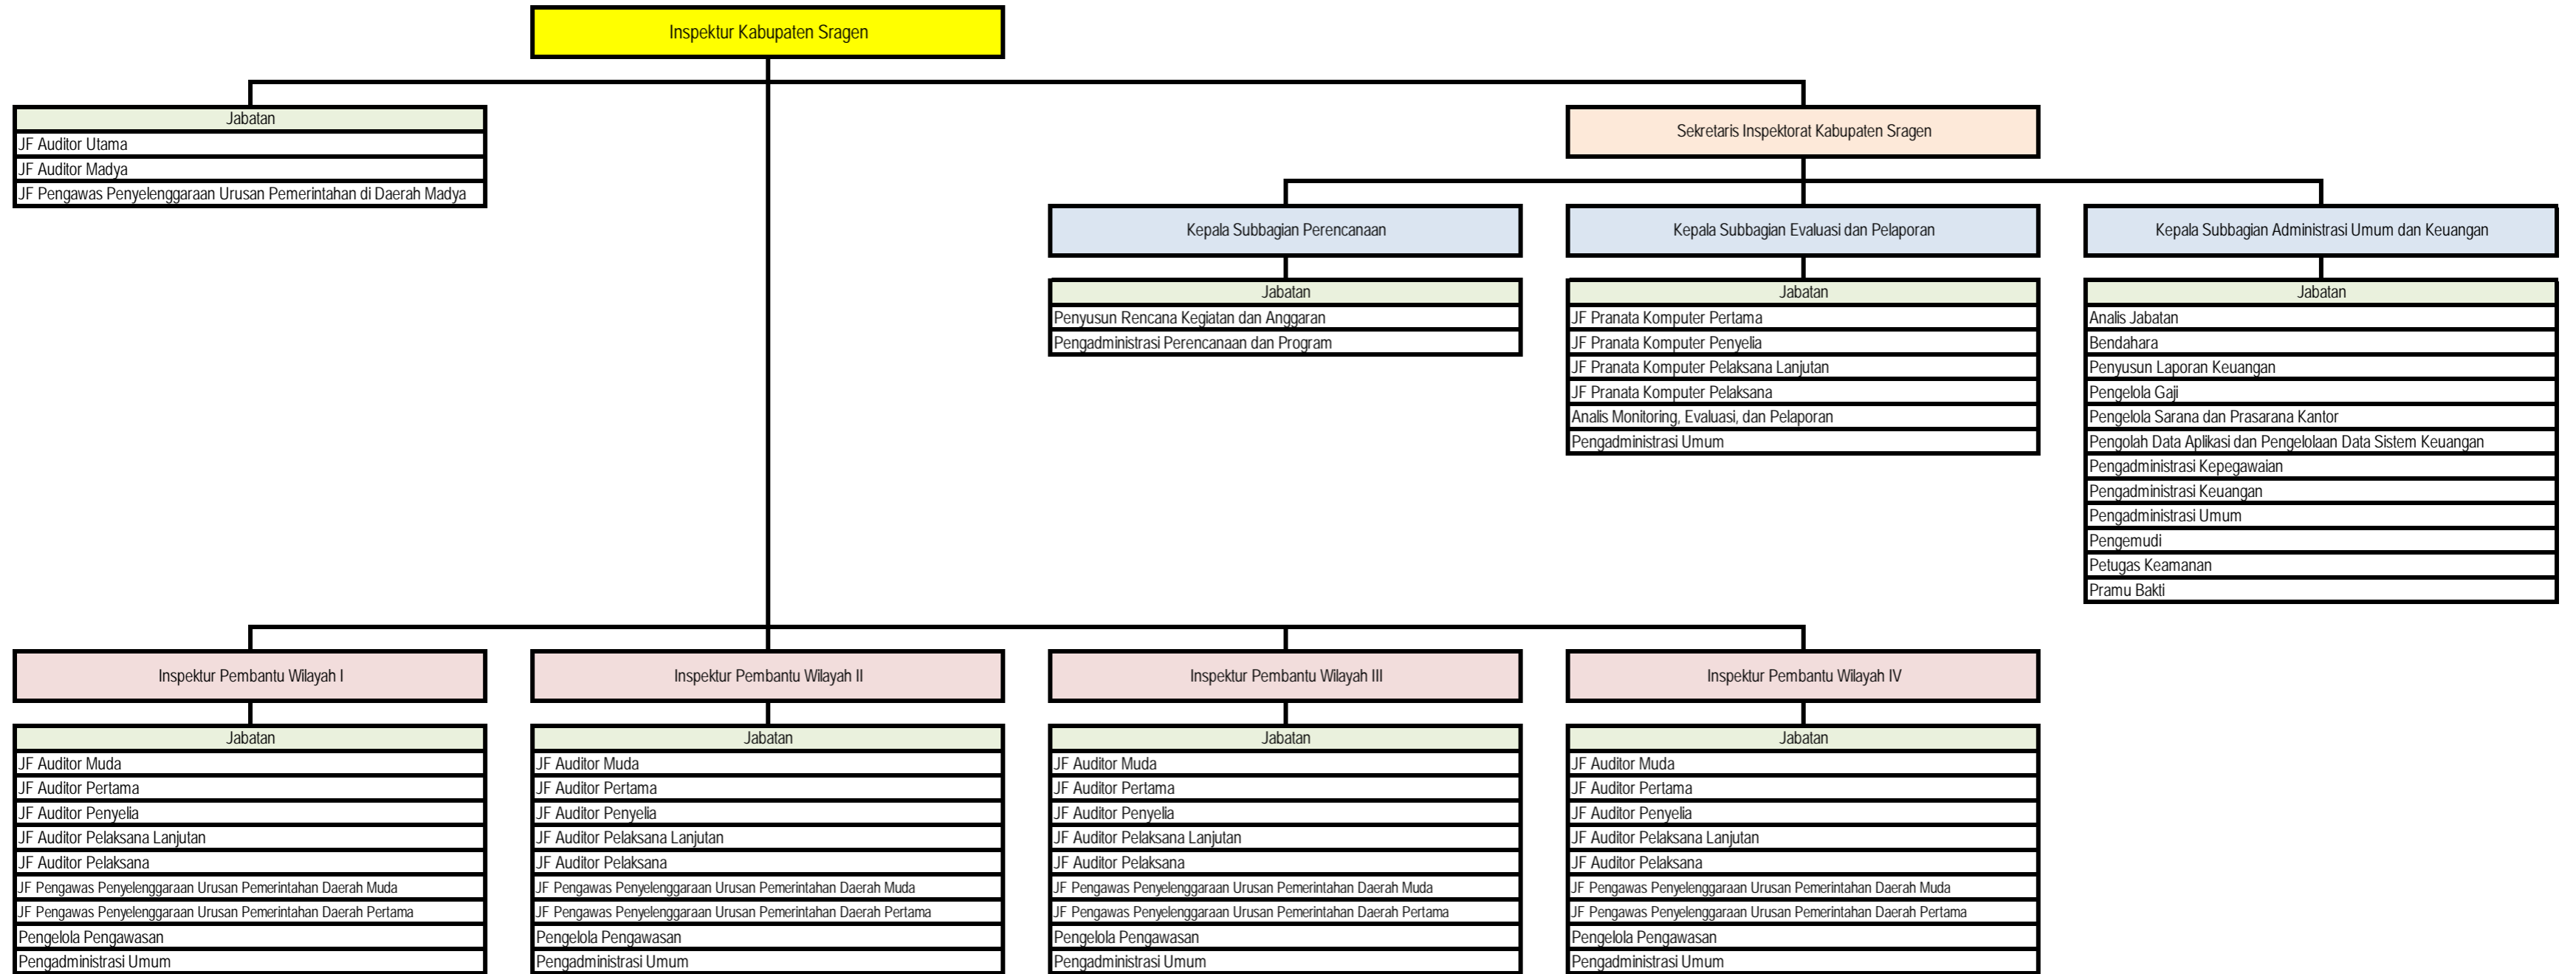 Inspektur Kabupaten Sragen
Jabatan
JF Auditor Utama
JF Auditor Madya
JF Pengawas Penyelenggaraan Urusan Pemerintahan di Daerah Madya
Sekretaris Inspektorat Kabupaten Sragen
Kepala Subbagian Perencanaan
Jabatan
Penyusun Rencana Kegiatan dan Anggaran
Pengadministrasi Perencanaan dan Program
Kepala Subbagian Evaluasi dan Pelaporan
Jabatan
JF Pranata Komputer Pertama
JF Pranata Komputer Penyelia
JF Pranata Komputer Pelaksana Lanjutan
JF Pranata Komputer Pelaksana
Analis Monitoring, Evaluasi, dan Pelaporan
Pengadministrasi Umum
Kepala Subbagian Administrasi Umum dan Keuangan
Jabatan
Analis Jabatan
Bendahara
Penyusun Laporan Keuangan
Pengelola Gaji
Pengelola Sarana dan Prasarana Kantor
Pengolah Data Aplikasi dan Pengelolaan Data Sistem Keuangan
Pengadministrasi Kepegawaian
Pengadministrasi Keuangan
Pengadministrasi Umum
Pengemudi
Petugas Keamanan
Pramu Bakti
Inspektur Pembantu Wilayah I
Jabatan
JF Auditor Muda
JF Auditor Pertama
JF Auditor Penyelia
JF Auditor Pelaksana Lanjutan
JF Auditor Pelaksana
JF Pengawas Penyelenggaraan Urusan Pemerintahan Daerah Muda
JF Pengawas Penyelenggaraan Urusan Pemerintahan Daerah Pertama
Pengelola Pengawasan
Pengadministrasi Umum
Inspektur Pembantu Wilayah II
Jabatan
JF Auditor Muda
JF Auditor Pertama
JF Auditor Penyelia
JF Auditor Pelaksana Lanjutan
JF Auditor Pelaksana
JF Pengawas Penyelenggaraan Urusan Pemerintahan Daerah Muda
JF Pengawas Penyelenggaraan Urusan Pemerintahan Daerah Pertama
Pengelola Pengawasan
Pengadministrasi Umum
Inspektur Pembantu Wilayah III
Jabatan
JF Auditor Muda
JF Auditor Pertama
JF Auditor Penyelia
JF Auditor Pelaksana Lanjutan
JF Auditor Pelaksana
JF Pengawas Penyelenggaraan Urusan Pemerintahan Daerah Muda
JF Pengawas Penyelenggaraan Urusan Pemerintahan Daerah Pertama
Pengelola Pengawasan
Pengadministrasi Umum
Inspektur Pembantu Wilayah IV
Jabatan
JF Auditor Muda
JF Auditor Pertama
JF Auditor Penyelia
JF Auditor Pelaksana Lanjutan
JF Auditor Pelaksana
JF Pengawas Penyelenggaraan Urusan Pemerintahan Daerah Muda
JF Pengawas Penyelenggaraan Urusan Pemerintahan Daerah Pertama
Pengelola Pengawasan
Pengadministrasi Umum